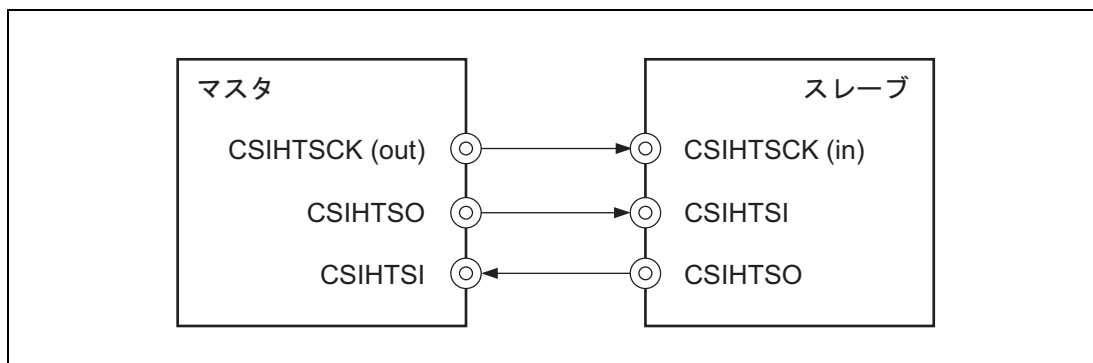 マスタ
スレーブ
CSIHTSCK (out)
CSIHTSCK (in)
CSIHTSO
CSIHTSI
CSIHTSI
CSIHTSO